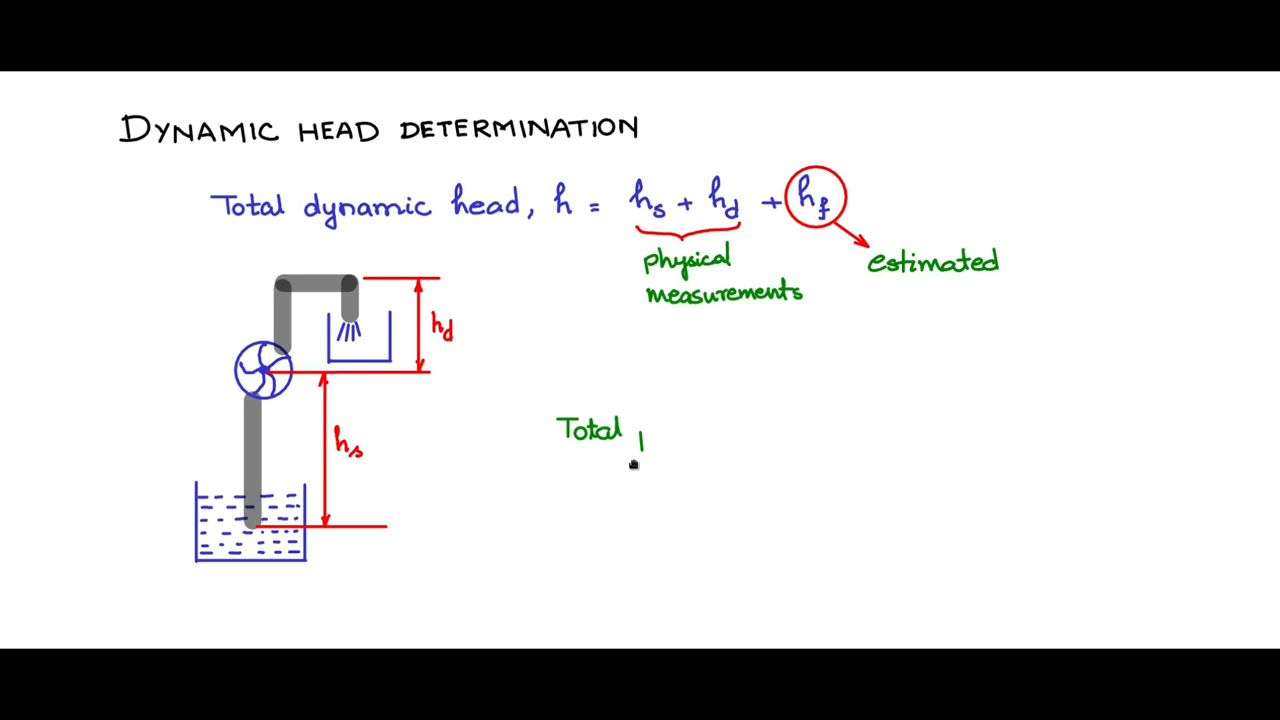 DYNAMIC HEAD DETERMINATION
Total dynamic head, h = hs + hd + hf
physical
measurements
estimated
hd
hs
Total